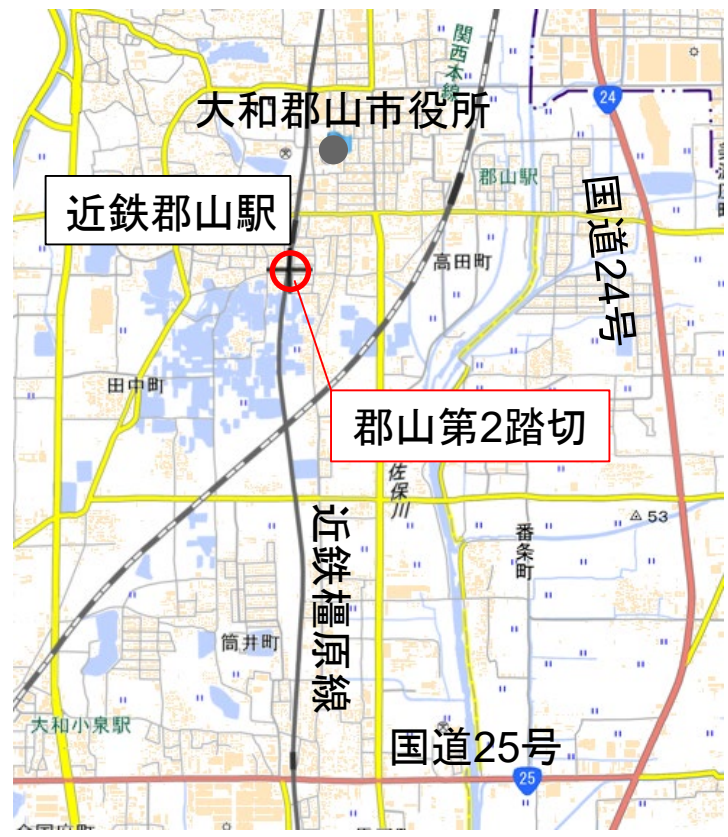 関西本線
24
大和郡山市役所
郡山駅
近鉄郡山駅
国道24号
高田町
田中町
郡山第2踏切
佐保川
近鉄橿原線
53
番条町
筒井町
大和小泉駅
国道25号
25